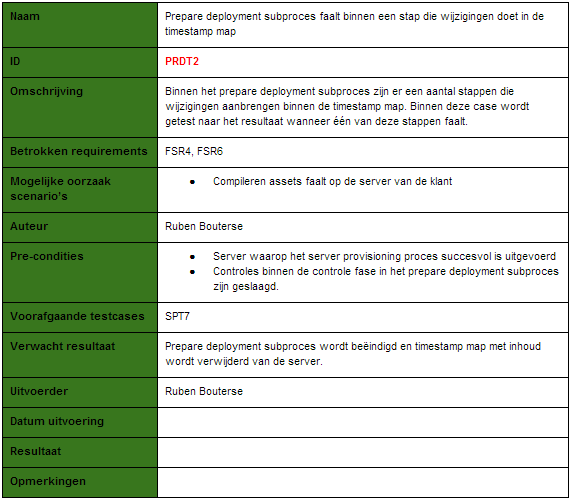 Naam
Prepare deployment subproces faalt binnen een stap die wijzigingen doet in de
timestamp map
ID
PRDT2
Omschrijving
Binnen het prepare deployment subproces zijn er een aantal stappen die
wijzigingen aanbrengen binnen de timestamp map. Binnen deze case wordt
getest naar het resultaat wanneer één van deze stappen faalt.
Betrokken requirements
FSR4, FSR6
Mogelijke oorzaak
scenario's
● Compileren assets faalt op de server van de klant
Auteur
Ruben Bouterse
Pre-condities
● Server waarop het server provisioning proces succesvol is uitgevoerd
● Controles binnen de controle fase in het prepare deployment subproces
zijn geslaagd.
Voorafgaande testcases
SPT7
Verwacht resultaat
Prepare deployment subproces wordt beëindigd en timestamp map met inhoud
wordt verwijderd van de server.
Uitvoerder
Ruben Bouterse
Datum uitvoering
Resultaat
Opmerkingen